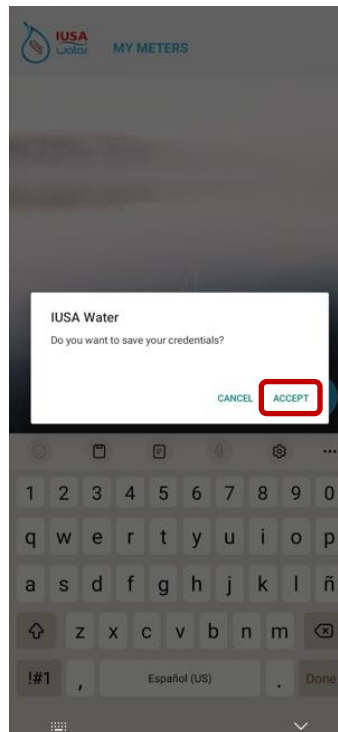 IUSA
water
MY METERS
IUSA Water
Do you want to save your credentials?
CANCEL ACCEPT
1 2 3 4 5 6 7 8 9 0
q w e r t y u i o p
a s d f g h j k l ñ
z x c v b n m
!#1 , Español (US) . Done